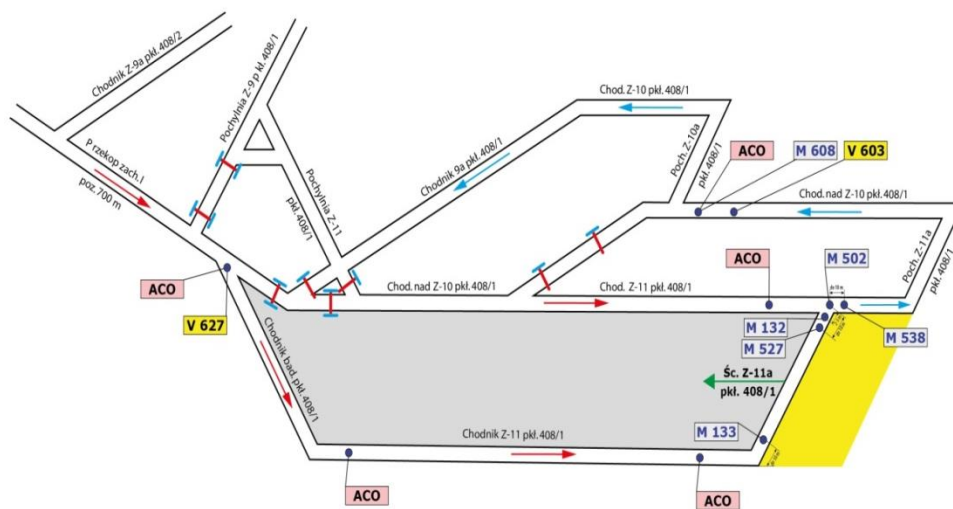 Chodnik Z-9a pkł. 408/2
Pochylnia Z-9 p kł. 408/1
P rzekop zach. I
poz. 700 m
Pochylnia Z-11
pkł. 408/1
Chodnik 9a pkł. 408/1
Chod. Z-10 pkł. 408/1
Poch. Z-10a
pkł. 408/1
ACO
M 608
V 603
Chod. nad Z-10 pkł. 408/1
Poch. Z-11a
pkł. 408/1
ACO
V 627
Chod. nad Z-10 pkł. 408/1
Chod. Z-11 pkł. 408/1
ACO
M 502
M 538
M 132
M 527
Śc. Z-11a
pkł. 408/1
M 133
Chodnik bad. pkł. 408/1
Chodnik Z-11 pkł. 408/1
ACO
ACO